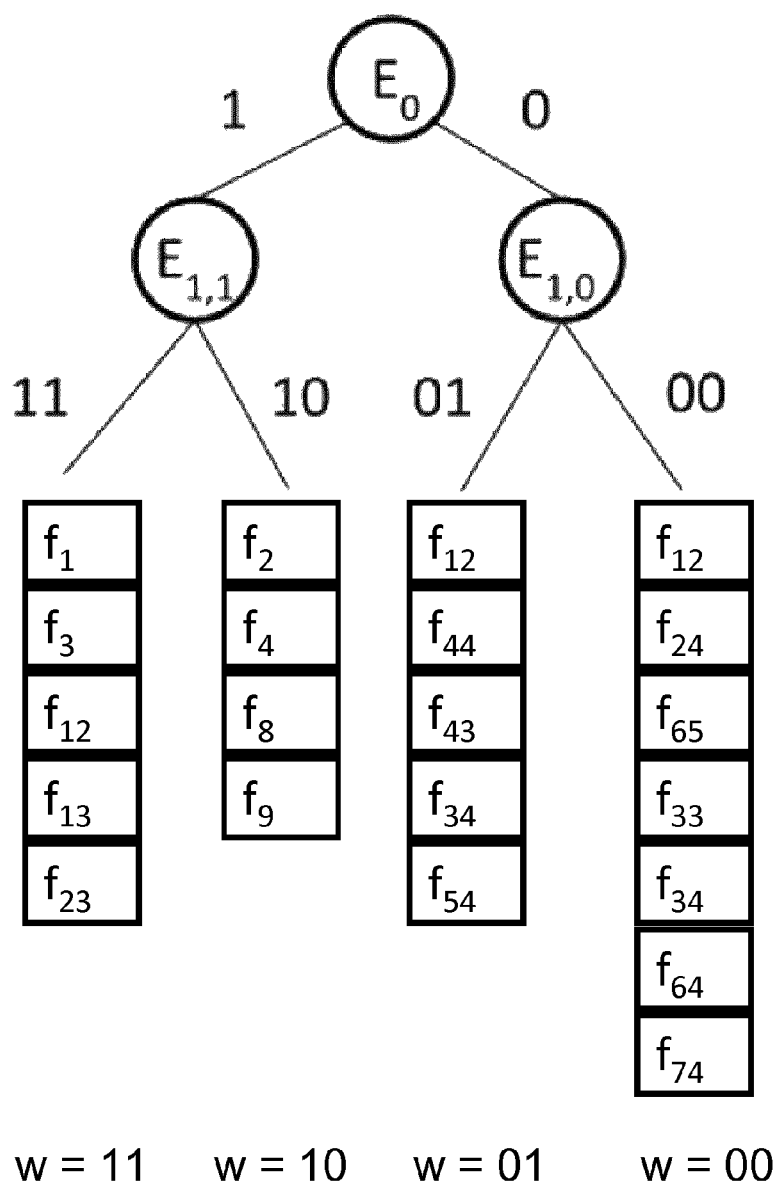 E0
1 0
E1,1 E1,0
11 10 01 00
f1 f2 f12 f12
f3 f4 f44 f24
f12 f8 f43 f65
f13 f9 f34 f33
f23 f54 f34
f64
f74
w = 11 w = 10 w = 01 w = 00